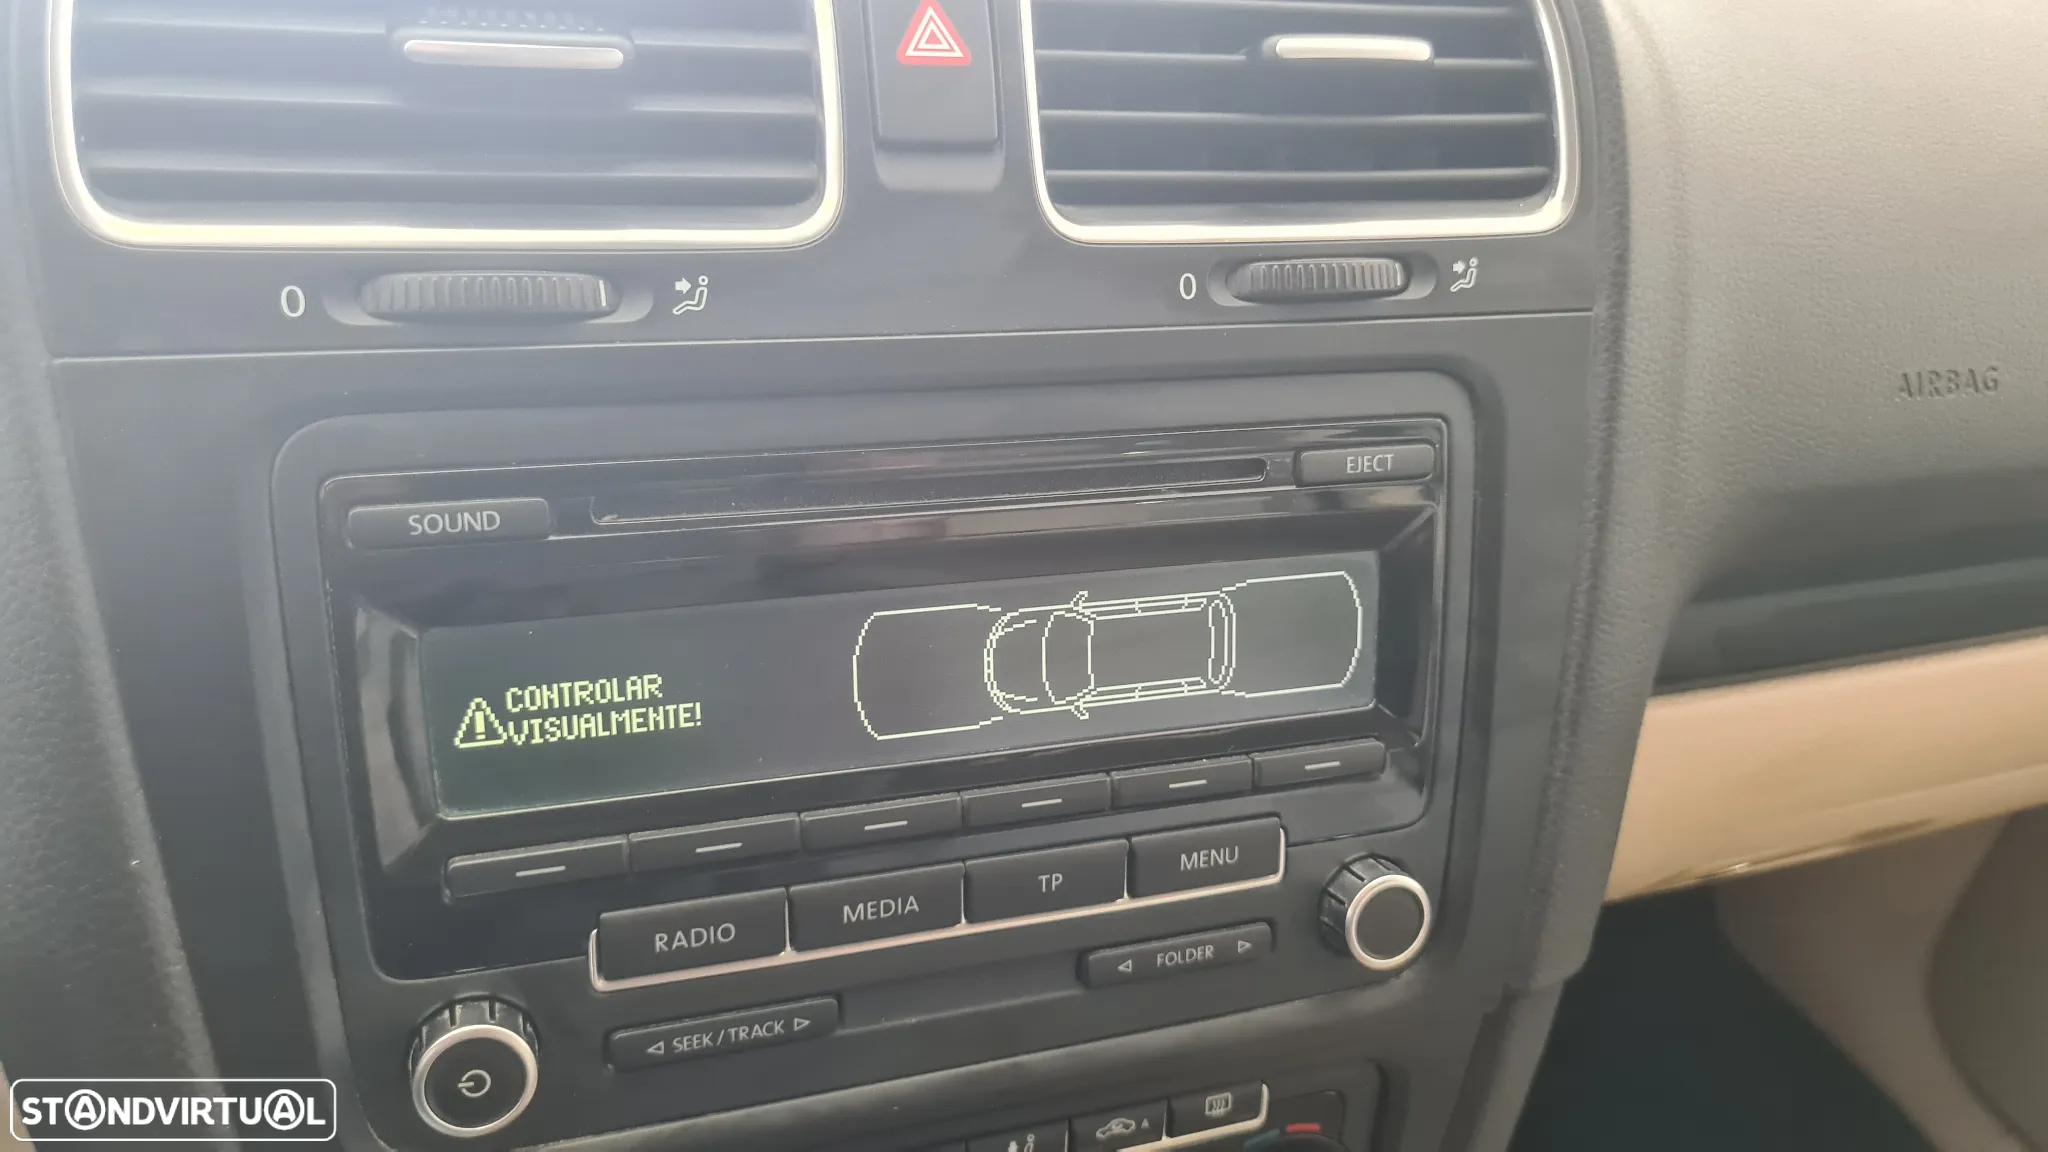 0
0
AIRBAG
EJECT
SOUND
CONTROLAR
VISUALMENTE!
RADIO
MEDIA
TP
MENU
FOLDER
SEEK / TRACK
STANDVIRTUAL